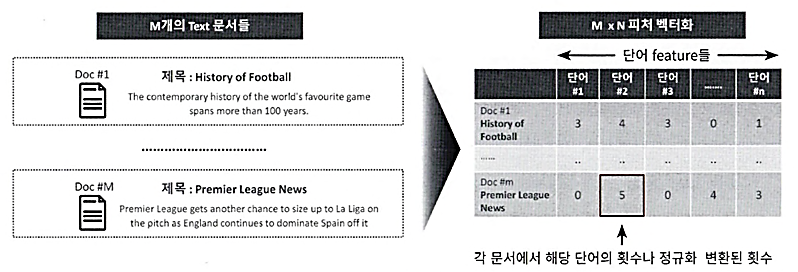 M개의 Text 문서들
Doc #1
제목 : History of Football
The contemporary history of the world's favourite game
spans more than 100 years.
Doc #M
제목 : Premier League News
Premier League gets another chance to size up to La Liga on
the pitch as England continues to dominate Spain off it
M x N 피처 벡터화
단어 feature들
단어 #1 단어 #2 단어 #3 ....... 단어 #n
Doc #1
History of
Football
3 4 3 0 1
...... .. .. .. .. ..
Doc #m
Premier League
News
0 5 0 4 3
각 문서에서 해당 단어의 횟수나 정규화 변환된 횟수